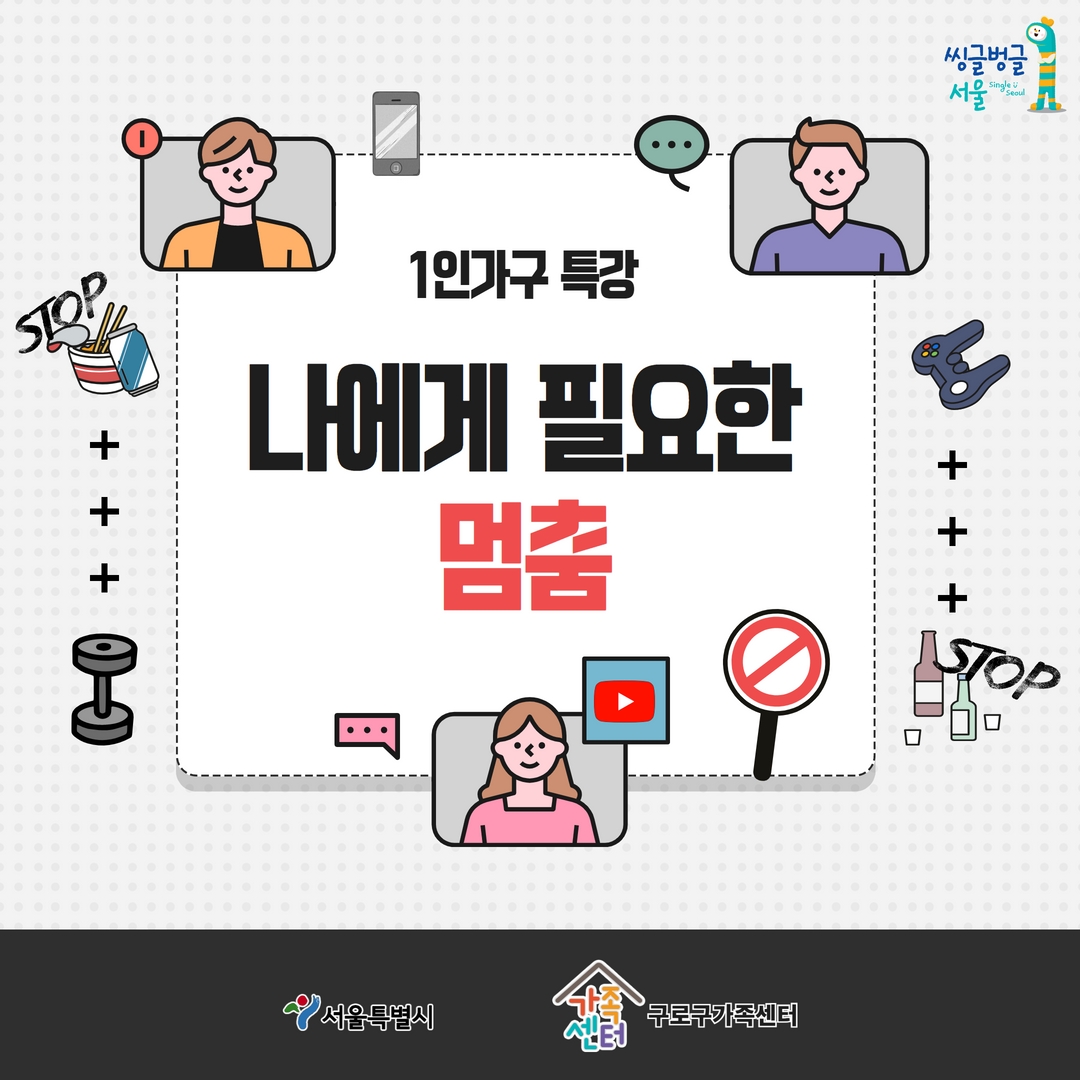 씽글벙글
서울 Single Seoul
1인가구 특강
STOP
나에게 필요한
멈춤
STOP
서울특별시
가족
센터
구로구가족센터